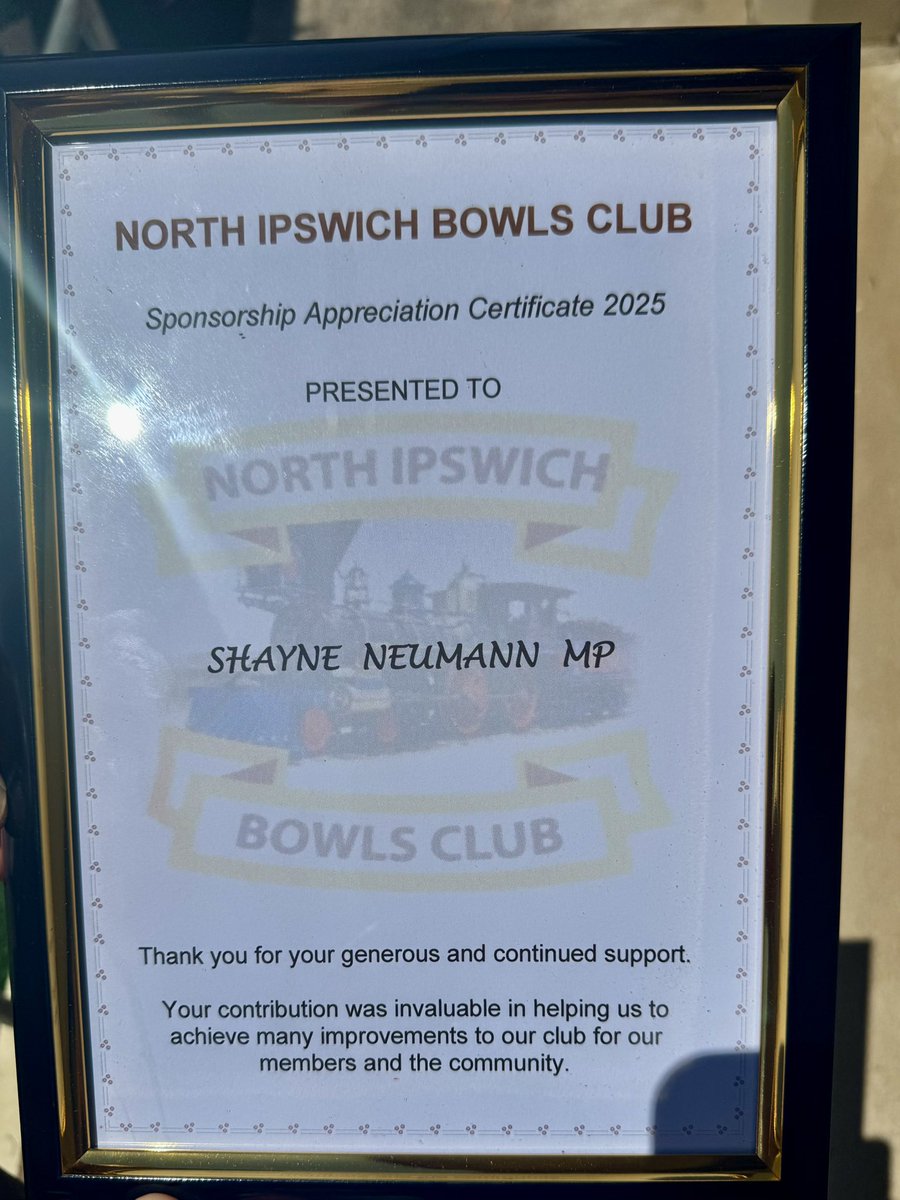 NORTH IPSWICH BOWLS CLUB
Sponsorship Appreciation Certificate 2025
PRESENTED TO
NORTH IPSWICH
SHAYNE NEUMANN MP
BOWLS CLUB
Thank you for your generous and continued support.
Your contribution was invaluable in helping us to
achieve many improvements to our club for our
members and the community.